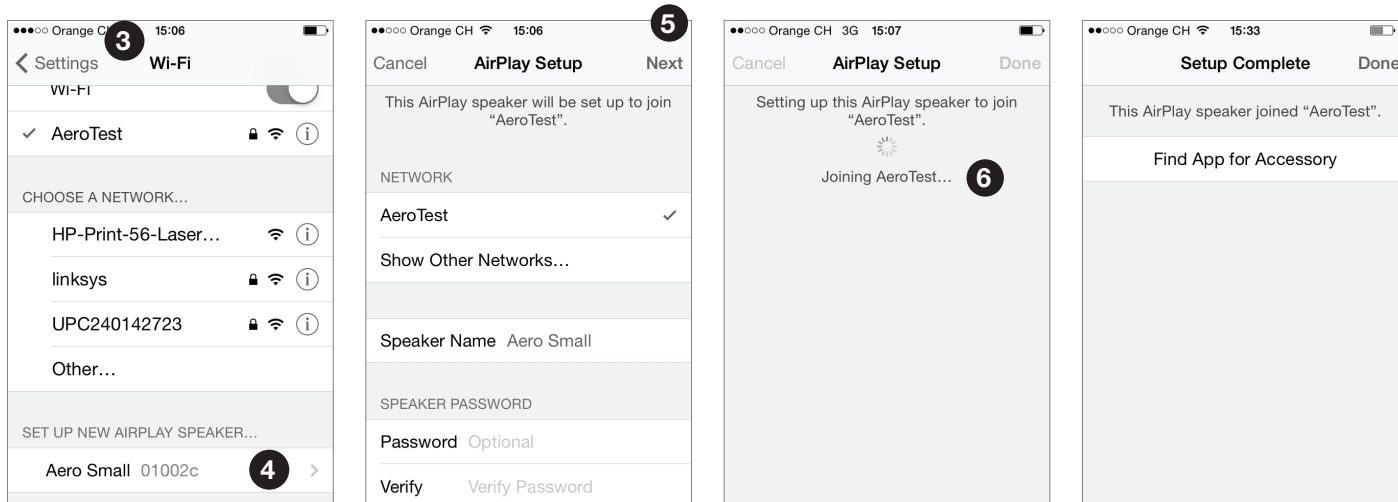 Orange CH 15:06
3
Settings Wi-Fi
Wi-Fi
AeroTest
CHOOSE A NETWORK...
HP-Print-56-Laser...
linksys
UPC240142723
Other...
SET UP NEW AIRPLAY SPEAKER...
Aero Small 01002c 4
Orange CH 15:06
5
Cancel AirPlay Setup Next
This AirPlay speaker will be set up to join
“AeroTest”.
NETWORK
AeroTest
Show Other Networks...
Speaker Name Aero Small
SPEAKER PASSWORD
Password Optional
Verify Verify Password
Orange CH 3G 15:07
Cancel AirPlay Setup Done
Setting up this AirPlay speaker to join
“AeroTest”.
Joining AeroTest... 6
Orange CH 15:33
Setup Complete Done
This AirPlay speaker joined “AeroTest”.
Find App for Accessory